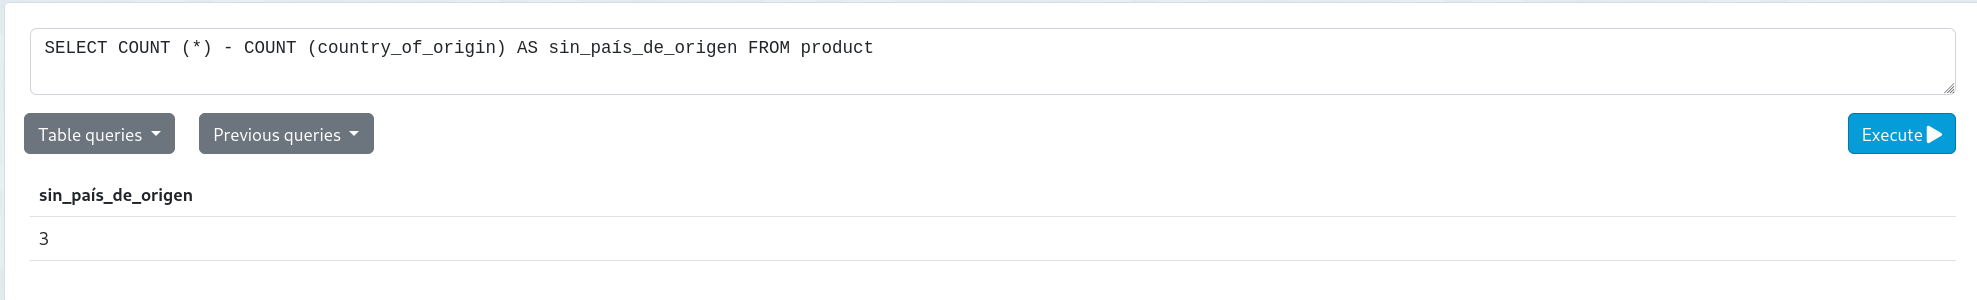 SELECT COUNT (*) - COUNT (country_of_origin) AS sin_país_de_origen FROM product
Table queries
Previous queries
Execute
sin_país_de_origen
3